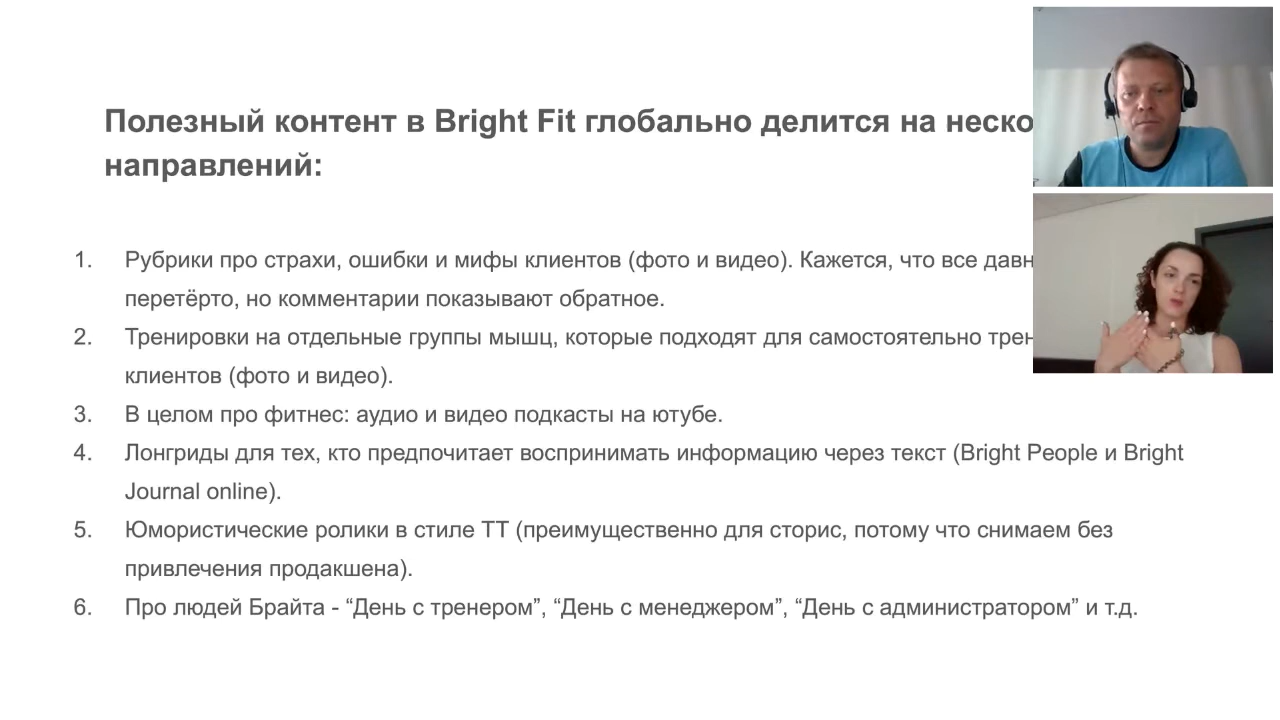 Полезный контент в Bright Fit глобально делится на
направлений:
1. Рубрики про страхи, ошибки и мифы клиентов (фото и видео). Кажется, что все
перетёрто, но комментарии показывают обратное.
2. Тренировки на отдельные группы мышц, которые подходят для самостоятельно
клиентов (фото и видео).
3. В целом про фитнес: аудио и видео подкасты на ютубе.
4. Лонгриды для тех, кто предпочитает воспринимать информацию через текст (Bright People и Bright
Journal online).
5. Юмористические ролики в стиле ТТ (преимущественно для сторис, потому что снимаем без
привлечения продакшена).
6. Про людей Брайта - “День с тренером”, “День с менеджером”, “День с администратором” и т.д.